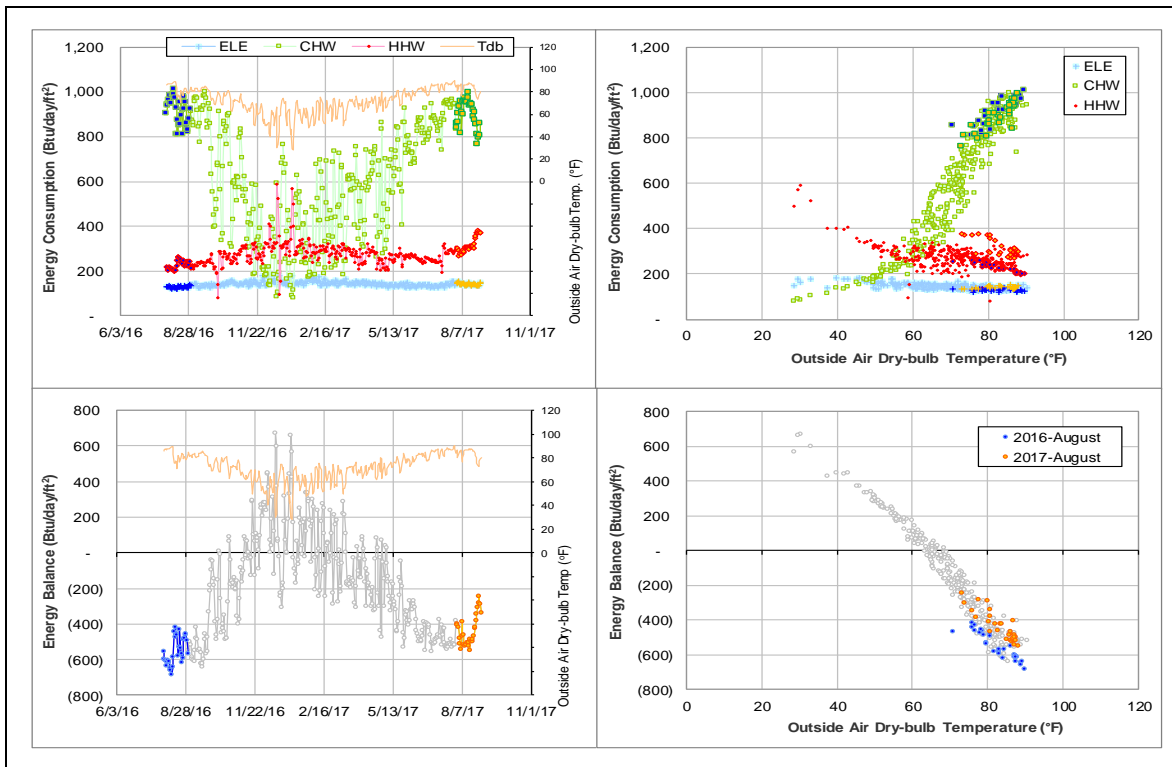 ELE CHW HHW Tdb
Energy Consumption (Btu/day/ft²)
1,200
1,000
800
600
400
200
-
120
100
80
60
40
20
0
Outside Air Dry-bulb Temp. (°F)
6/3/16 8/28/16 11/22/16 2/16/17 5/13/17 8/7/17 11/1/17
ELE
CHW
HHW
Energy Consumption (Btu/day/ft²)
1,200
1,000
800
600
400
200
-
0 20 40 60 80 100 120
Outside Air Dry-bulb Temperature (°F)
Energy Balance (Btu/day/ft²)
800
600
400
200
-
(200)
(400)
(600)
(800)
120
100
80
60
40
20
0
Outside Air Dry-bulb Temp (°F)
6/3/16 8/28/16 11/22/16 2/16/17 5/13/17 8/7/17 11/1/17
2016-August
2017-August
Energy Balance (Btu/day/ft²)
800
600
400
200
-
(200)
(400)
(600)
(800)
0 20 40 60 80 100 120
Outside Air Dry-bulb Temperature (°F)